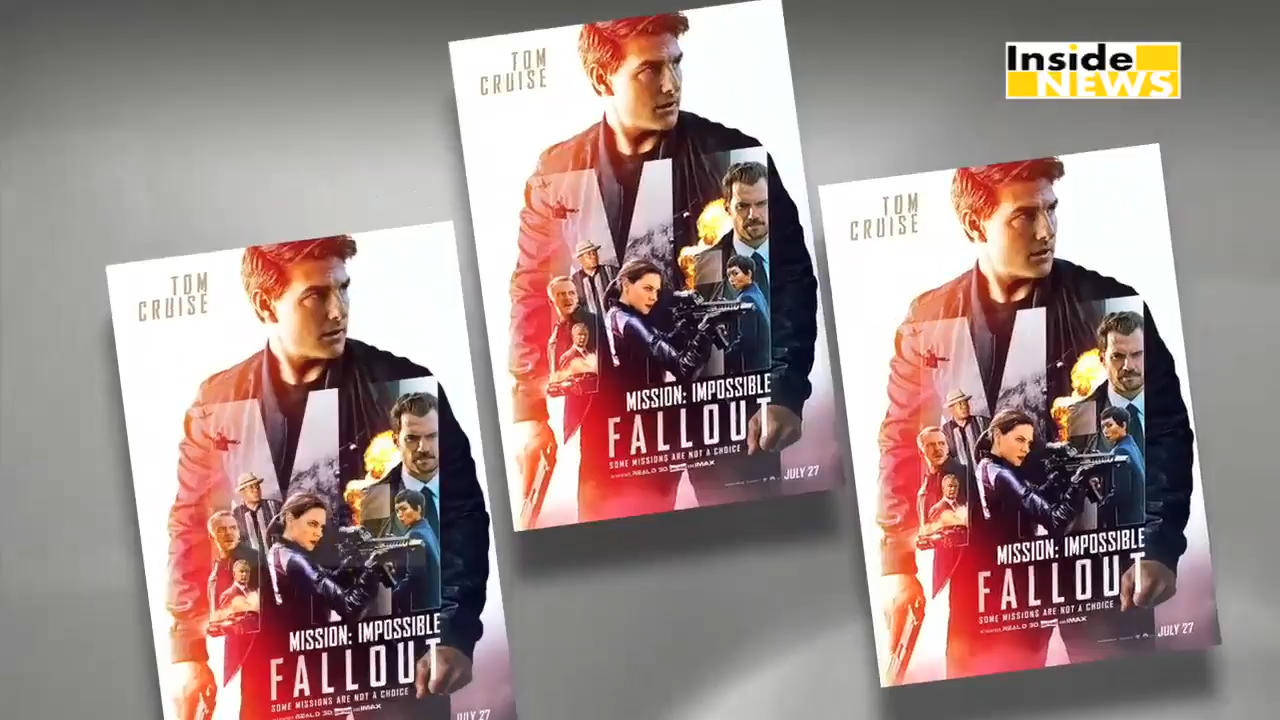 Inside
NEWS
TOM
CRUISE
MISSION: IMPOSSIBLE
FALLOUT
SOME MISSIONS ARE NOT A CHOICE
REALD 3D
IMAX
JULY 27
TOM
CRUISE
MISSION: IMPOSSIBLE
FALLOUT
SOME MISSIONS ARE NOT A CHOICE
REALD 3D
IMAX
JULY 27
TOM
CRUISE
MISSION: IMPOSSIBLE
FALLOUT
SOME MISSIONS ARE NOT A CHOICE
REALD 3D
IMAX
JULY 27